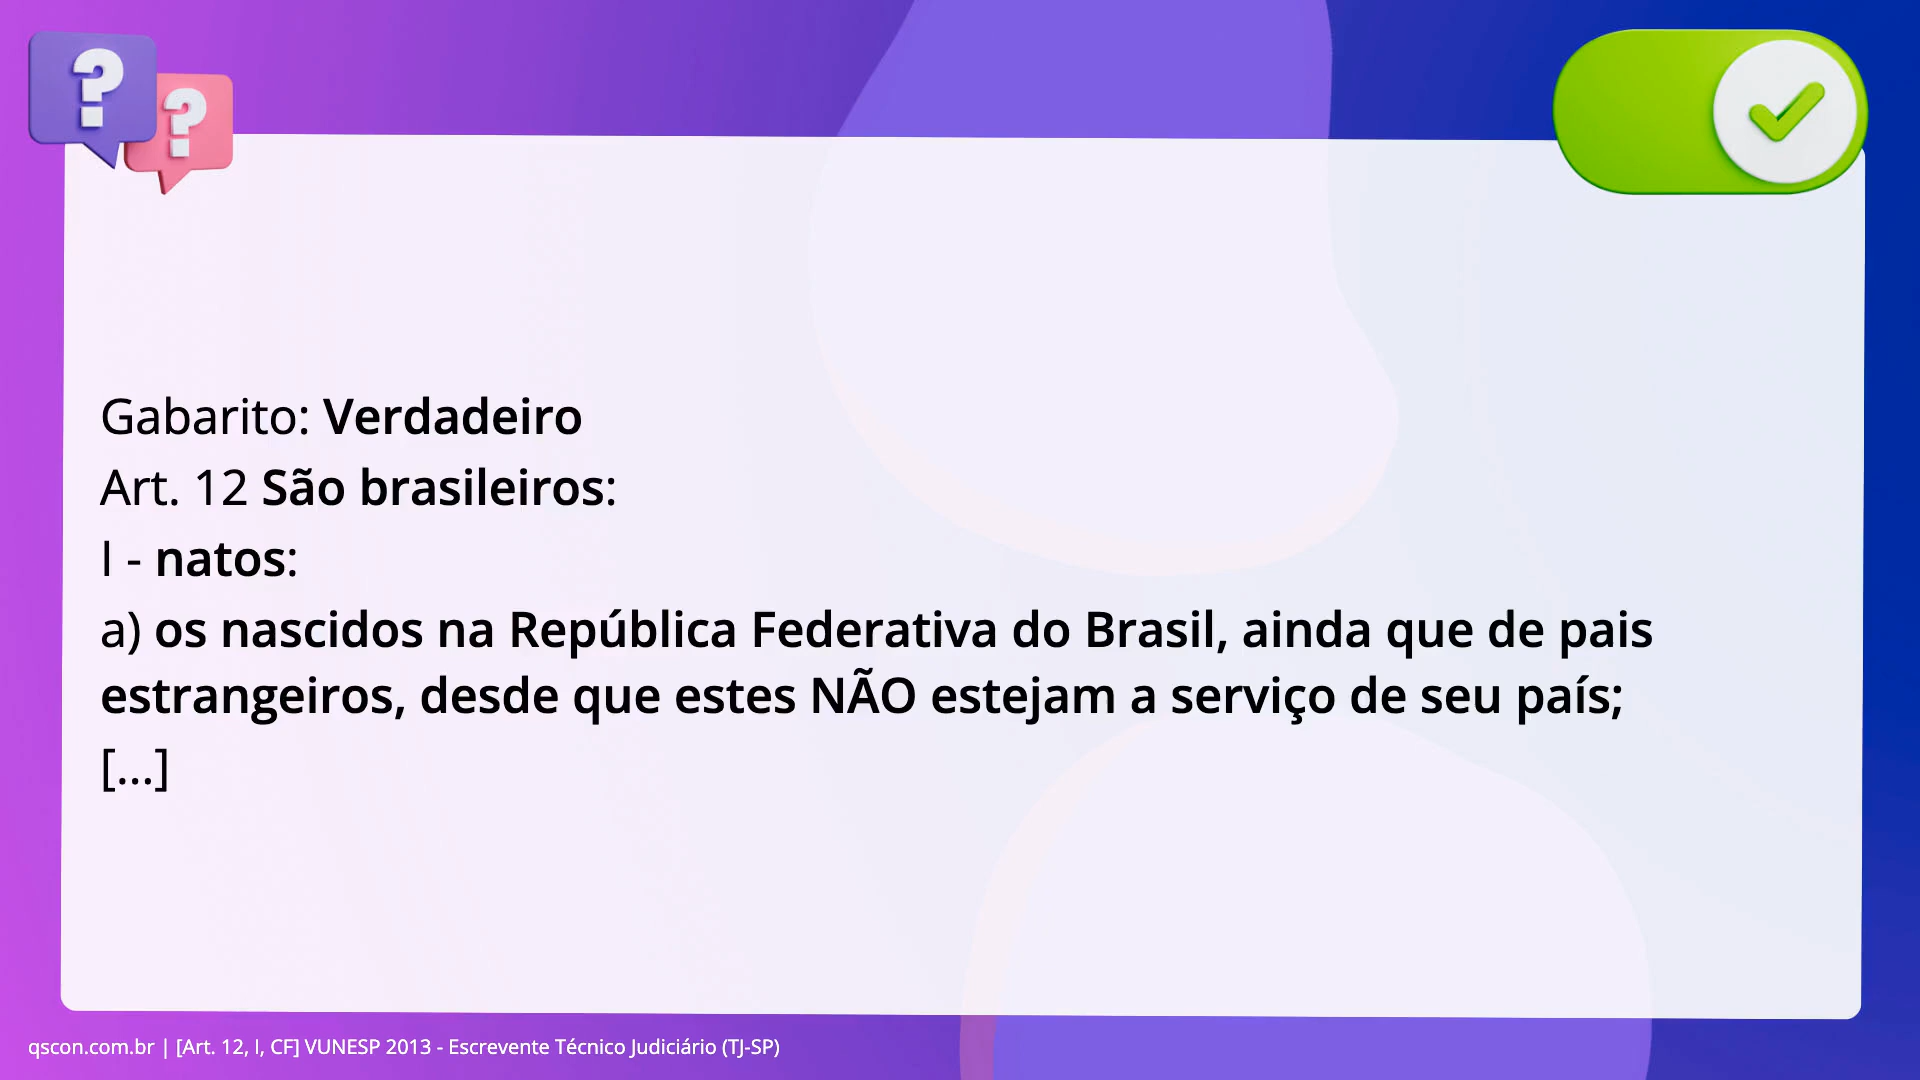 ?
?
Gabarito: Verdadeiro
Art. 12 São brasileiros:
I - natos:
a) os nascidos na República Federativa do Brasil, ainda que de pais
estrangeiros, desde que estes NÃO estejam a serviço de seu país;
[...]
qscon.com.br | [Art. 12, I, CF] VUNESP 2013 - Escrevente Técnico Judiciário (TJ-SP)